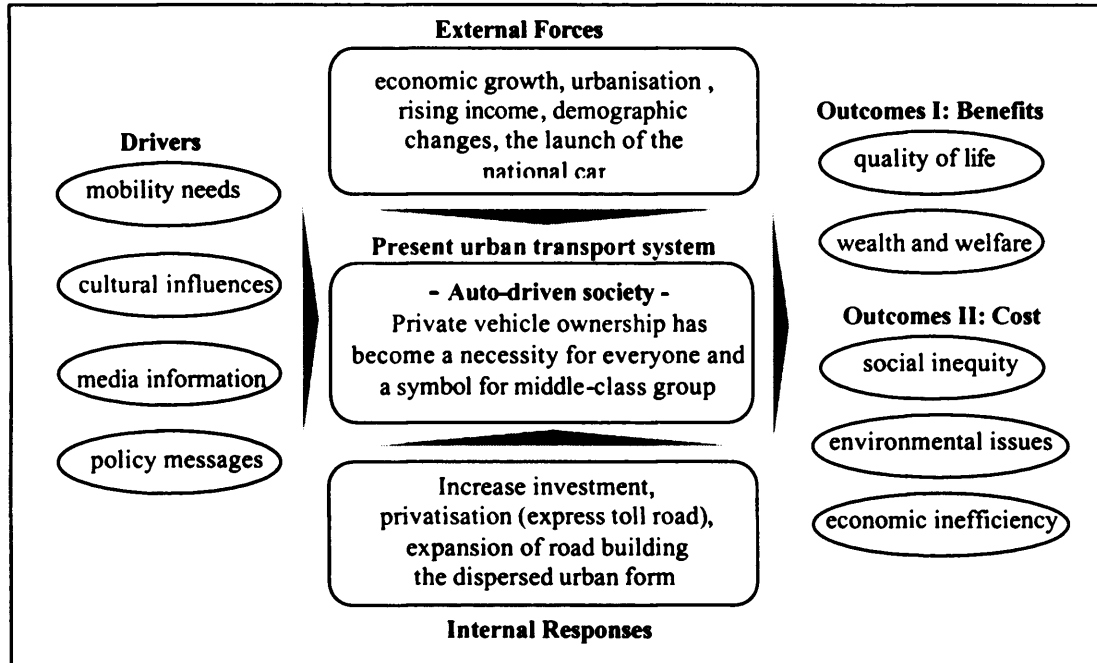 External Forces
economic growth, urbanisation ,
rising income, demographic
changes, the launch of the
national car
Drivers
mobility needs
cultural influences
media information
policy messages
Present urban transport system
- Auto-driven society -
Private vehicle ownership has
become a necessity for everyone and
a symbol for middle-class group
Increase investment,
privatisation (express toll road),
expansion of road building
the dispersed urban form
Internal Responses
Outcomes I: Benefits
quality of life
wealth and welfare
Outcomes II: Cost
social inequity
environmental issues
economic inefficiency